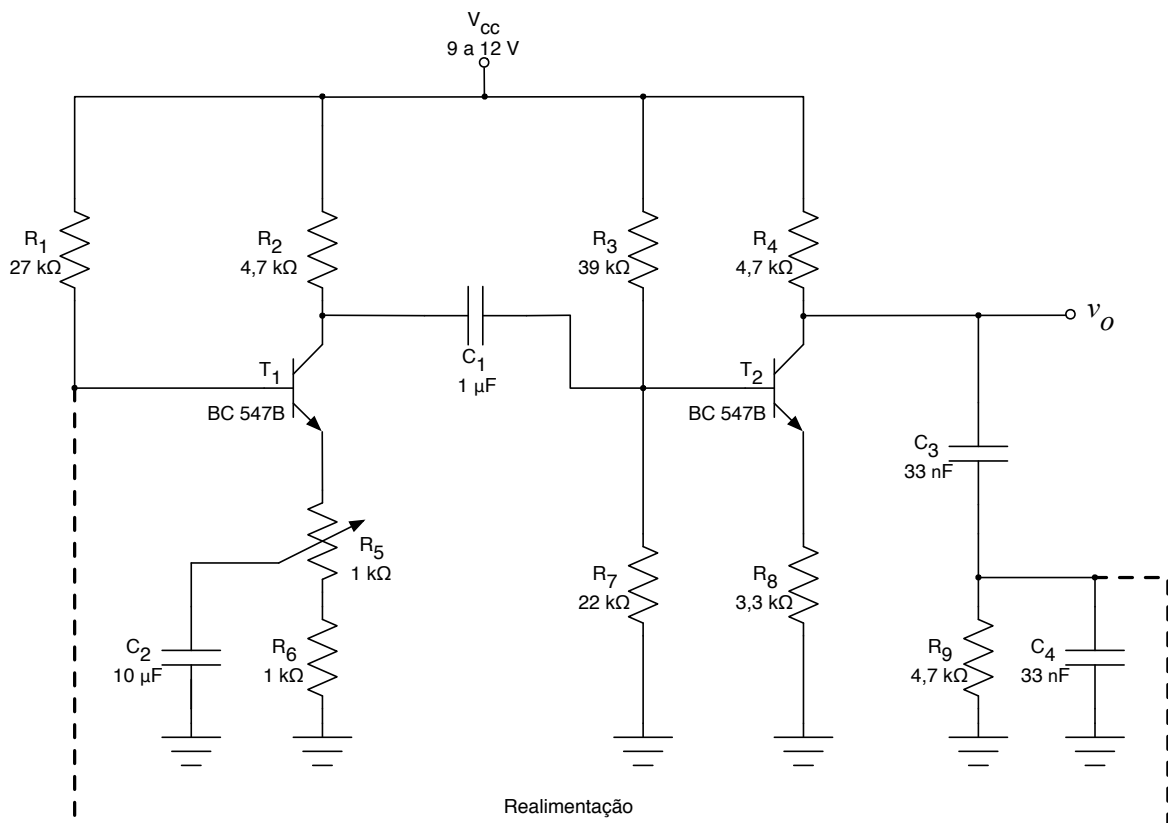 Vcc
9 a 12 V
R1
27 kΩ
R2
4,7 kΩ
R3
39 kΩ
R4
4,7 kΩ
vo
T1
BC 547B
C1
1 µF
T2
BC 547B
C3
33 nF
R5
1 kΩ
R7
22 kΩ
R8
3,3 kΩ
C2
10 µF
R6
1 kΩ
R9
4,7 kΩ
C4
33 nF
Realimentação